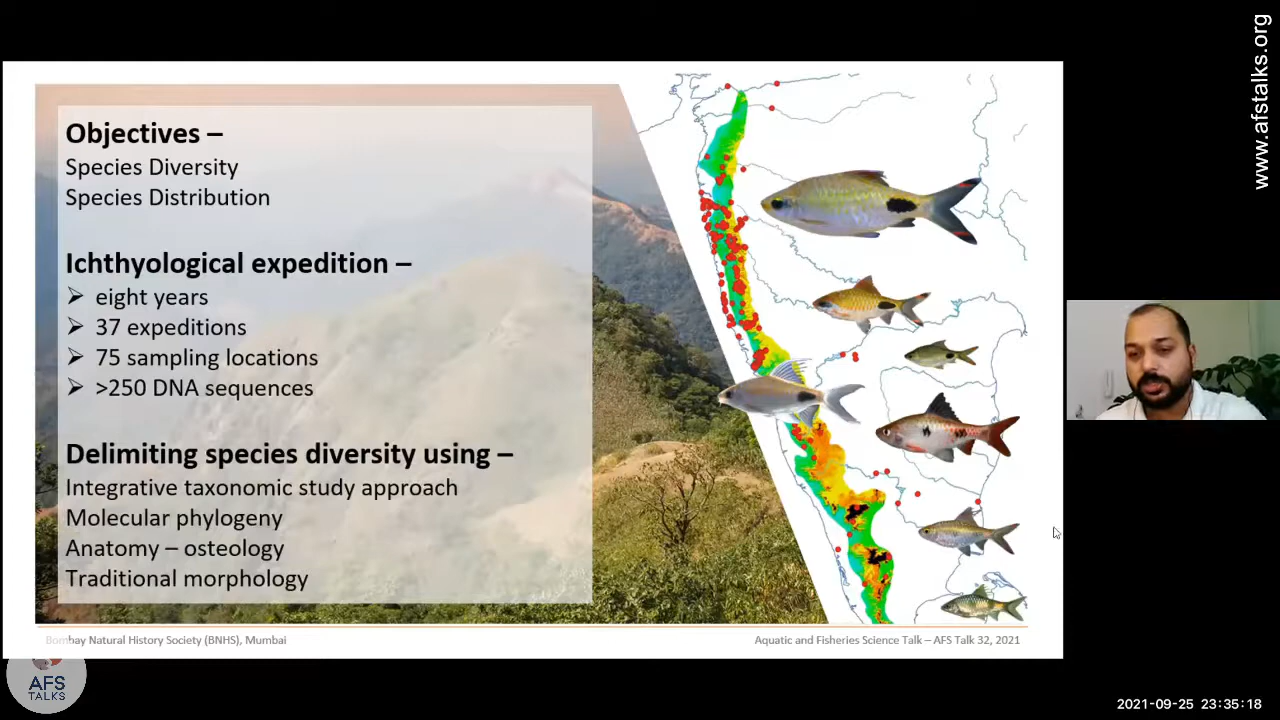 www.afstalks.org
Objectives –
Species Diversity
Species Distribution
Ichthyological expedition –
➢ eight years
➢ 37 expeditions
➢ 75 sampling locations
➢ >250 DNA sequences
Delimiting species diversity using –
Integrative taxonomic study approach
Molecular phylogeny
Anatomy – osteology
Traditional morphology
Bombay Natural History Society (BNHS), Mumbai
Aquatic and Fisheries Science Talk – AFS Talk 32, 2021
AFS
TALKS
2021-09-25 23:35:18